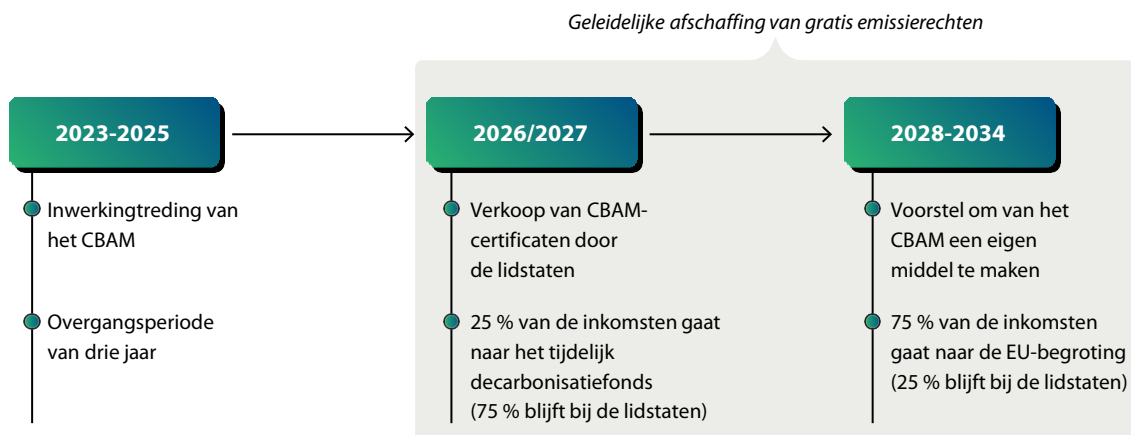 Geleidelijke afschaffing van gratis emissierechten
2023-2025
Inwerkingtreding van
het CBAM
Overgangsperiode
van drie jaar
2026/2027
Verkoop van CBAM-
certificaten door
de lidstaten
25 % van de inkomsten gaat
naar het tijdelijk
decarbonisatiefonds
(75 % blijft bij de lidstaten)
2028-2034
Voorstel om van het
CBAM een eigen
middel te maken
75 % van de inkomsten
gaat naar de EU-begroting
(25 % blijft bij de lidstaten)